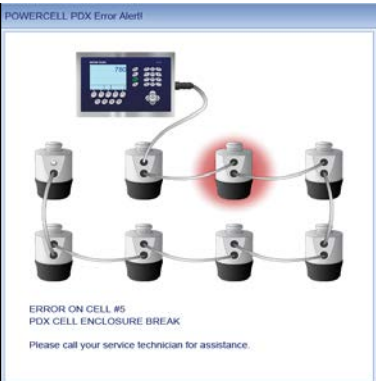 POWERCELL PDX Error Alert!
ERROR ON CELL #5
PDX CELL ENCLOSURE BREAK
Please call your service technician for assistance.